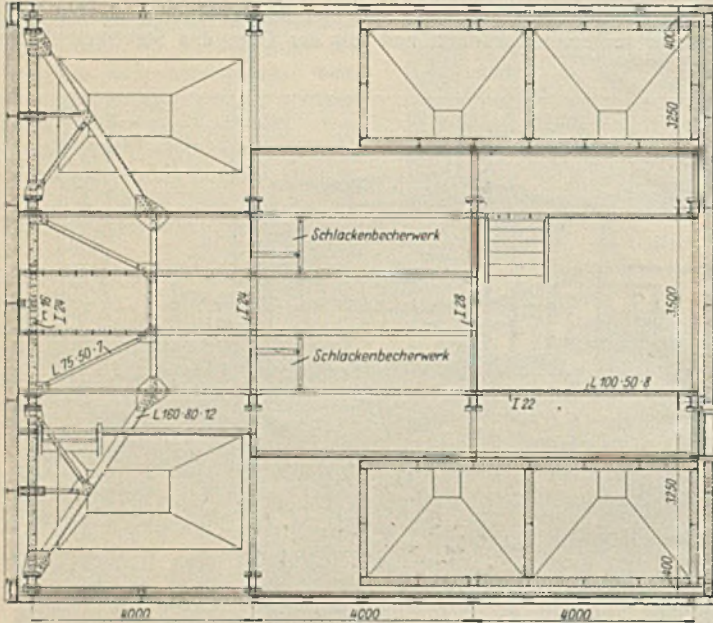 400
3250
Schlackenbecherwerk
I 24
I 24
I 28
3500
Schlackenbecherwerk
L 75·50·7
L 100·50·8
I 22
L 160·80·12
3250
400
4000
4000
4000